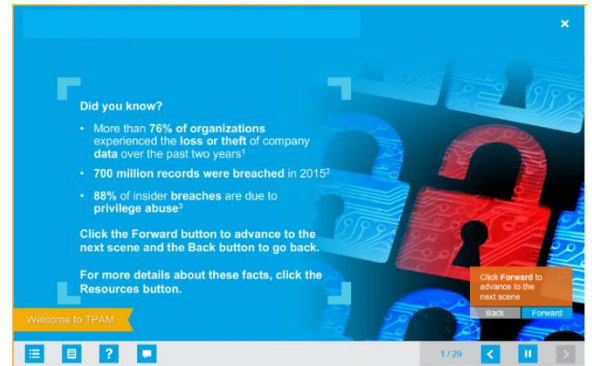 ×
Did you know?
• More than 76% of organizations
experienced the loss or theft of company
data over the past two years1
• 700 million records were breached in 20152
• 88% of insider breaches are due to
privilege abuse3
Click the Forward button to advance to the
next scene and the Back button to go back.
For more details about these facts, click the
Resources button.
Click Forward to
advance to the
next scene
Back Forward
Welcome to TPAM
?
1 / 29